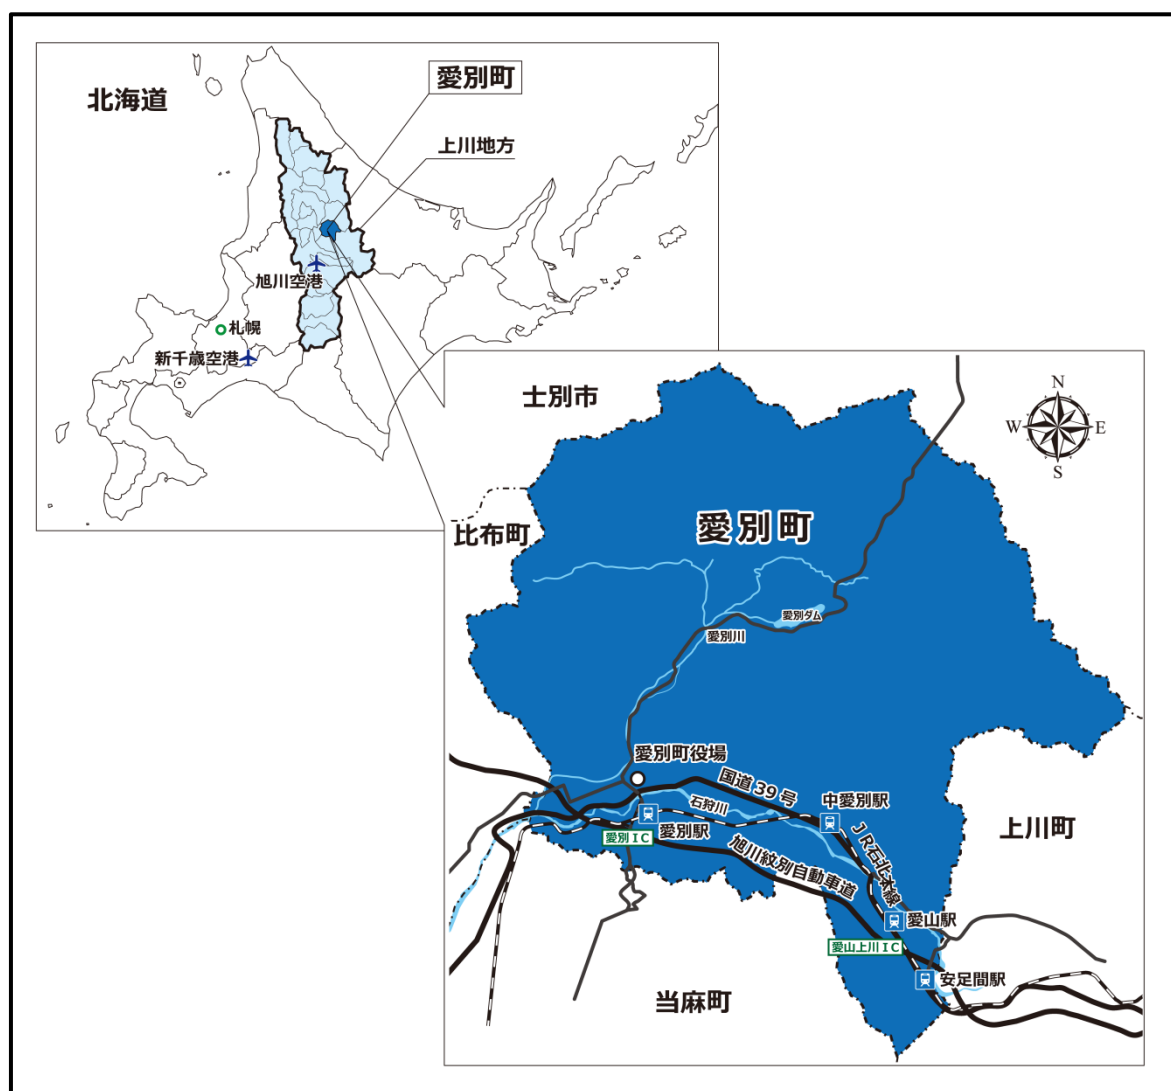 北海道
愛別町
上川地方
旭川空港
札幌
新千歳空港
士別市
N
W
E
S
比布町
愛別町
愛別ダム
愛別川
愛別町役場
国道39号
石狩川
中愛別駅
愛別駅
愛別IC
JR石北本線
旭川紋別自動車道
上川町
愛山駅
愛山上川IC
安足間駅
当麻町